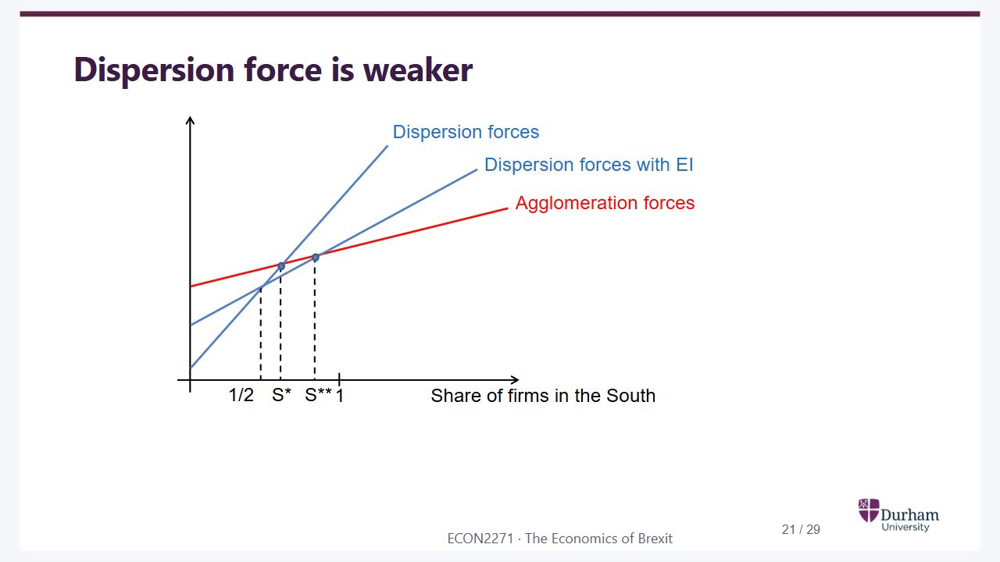 Dispersion force is weaker
Dispersion forces
Dispersion forces with EI
Agglomeration forces
1/2 S* S** 1
Share of firms in the South
ECON2271 · The Economics of Brexit
21 / 29
Durham
University